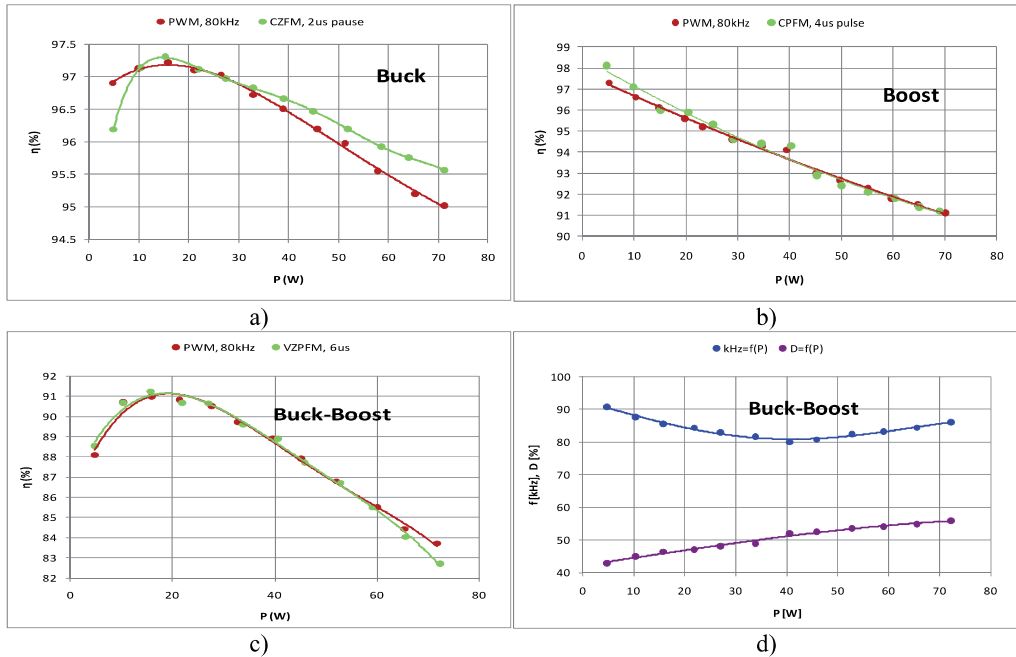 PWM, 80kHz CZFM, 2us pause
97.5
97
96.5
96
95.5
95
94.5
η (%)
Buck
0 10 20 30 40 50 60 70 80
P (W)
a)
PWM, 80kHz CPFM, 4us pulse
99
98
97
96
95
94
93
92
91
90
η (%)
Boost
0 10 20 30 40 50 60 70 80
P (W)
b)
PWM, 80kHz VZPFM, 6us
92
91
90
89
88
87
86
85
84
83
82
η (%)
Buck-Boost
0 20 40 60 80
P (W)
c)
kHz=f(P) D=f(P)
100
90
80
70
60
50
40
f[kHz], D [%]
Buck-Boost
0 10 20 30 40 50 60 70 80
P [W]
d)